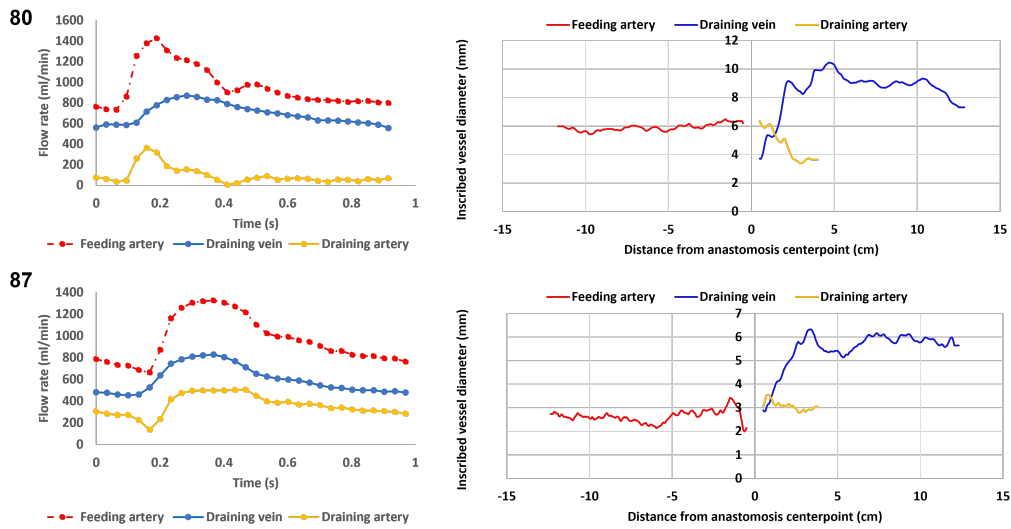 80
Flow rate (ml/min)
1600
1400
1200
1000
800
600
400
200
0
0 0.2 0.4 0.6 0.8 1
Time (s)
Feeding artery Draining vein Draining artery
Feeding artery Draining vein Draining artery
Inscribed vessel diameter (mm)
12
10
8
6
4
2
0
-15 -10 -5 0 5 10 15
Distance from anastomosis centerpoint (cm)
87
Flow rate (ml/min)
1400
1200
1000
800
600
400
200
0
0 0.2 0.4 0.6 0.8 1
Time (s)
Feeding artery Draining vein Draining artery
Feeding artery Draining vein Draining artery
Inscribed vessel diameter (mm)
7
6
5
4
3
2
1
0
-15 -10 -5 0 5 10 15
Distance from anastomosis centerpoint (cm)